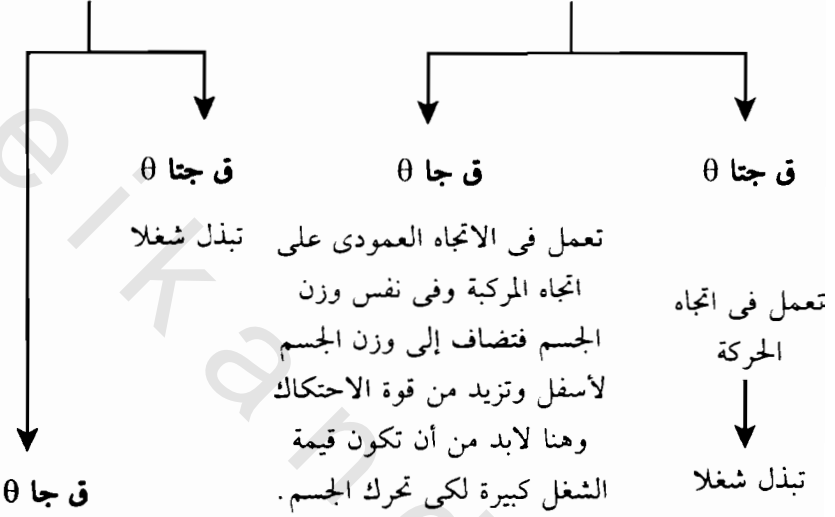 ق جتا θ
تعمل فى اتجاه
الحركة
تبذل شغلا
ق جا θ
تعمل فى الاتجاه العمودى على
اتجاه المركبة وفى نفس وزن
الجسم فتضاف إلى وزن الجسم
لأسفل وتزيد من قوة الاحتكاك
وهنا لابد من أن تكون قيمة
الشغل كبيرة لكى تحرك الجسم.
ق جتا θ
تبذل شغلا
ق جا θ
e i k a n